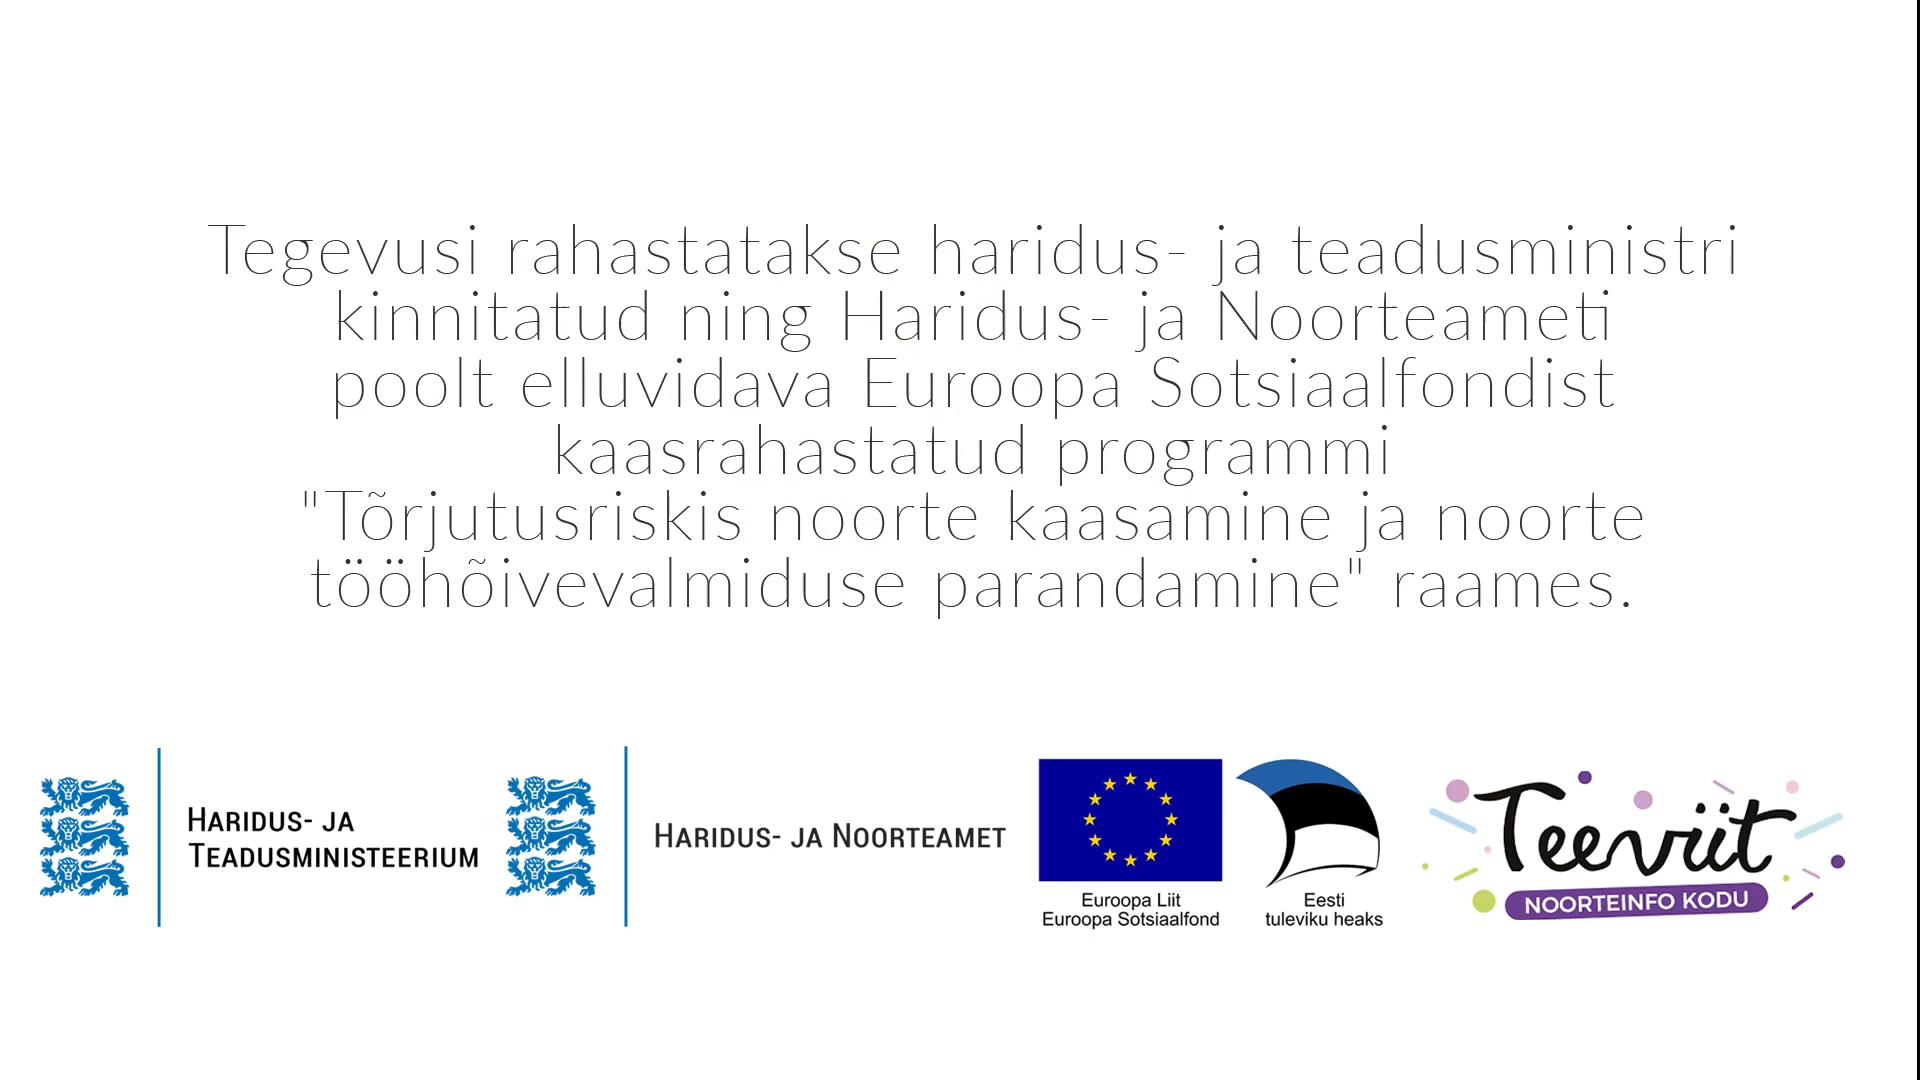 Tegevusi rahastatakse haridus- ja teadusministri
kinnitatud ning Haridus- ja Noorteameti
poolt elluvidava Euroopa Sotsiaalfondist
kaasrahastatud programmi
"Tõrjutusriskis noorte kaasamine ja noorte
tööhõivevalmiduse parandamine" raames.
HARIDUS- JA
TEADUSMINISTEERIUM
HARIDUS- JA NOORTEAMET
Euroopa Liit
Euroopa Sotsiaalfond
Eesti
tuleviku heaks
Teeviit
NOORTEINFO KODU